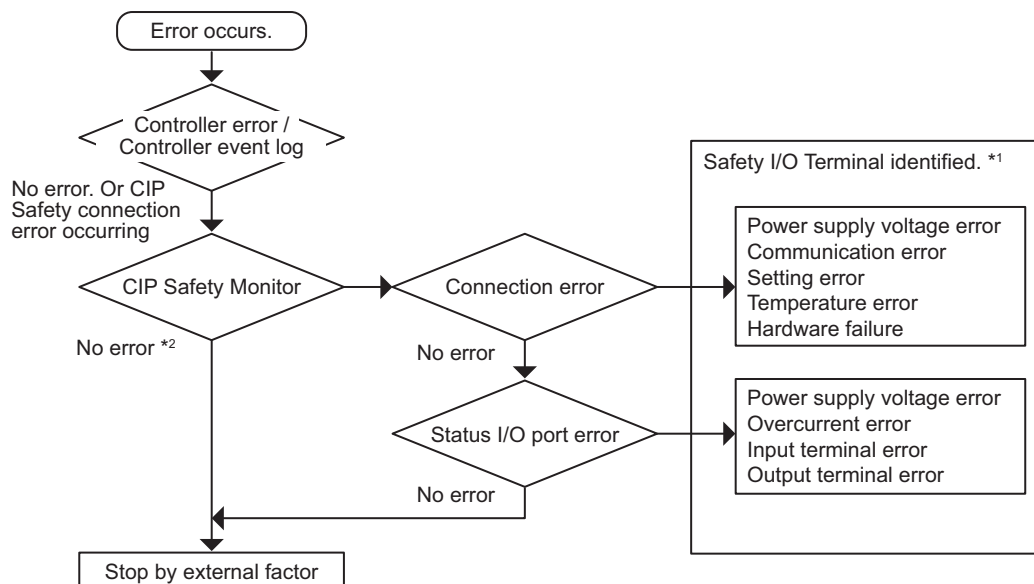 Error occurs.
Controller error /
Controller event log
No error. Or CIP
Safety connection
error occurring
CIP Safety Monitor
No error *2
Connection error
No error
Status I/O port error
No error
Stop by external factor
Safety I/O Terminal identified. *1
Power supply voltage error
Communication error
Setting error
Temperature error
Hardware failure
Power supply voltage error
Overcurrent error
Input terminal error
Output terminal error